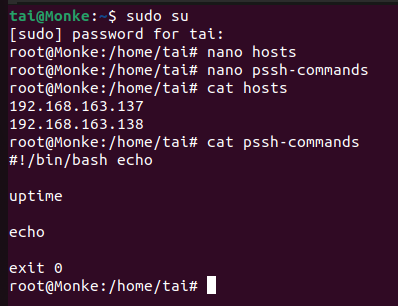 tai@Monke:~$ sudo su
[sudo] password for tai:
root@Monke:/home/tai# nano hosts
root@Monke:/home/tai# nano pssh-commands
root@Monke:/home/tai# cat hosts
192.168.163.137
192.168.163.138
root@Monke:/home/tai# cat pssh-commands
#!/bin/bash echo
uptime
echo
exit 0
root@Monke:/home/tai#